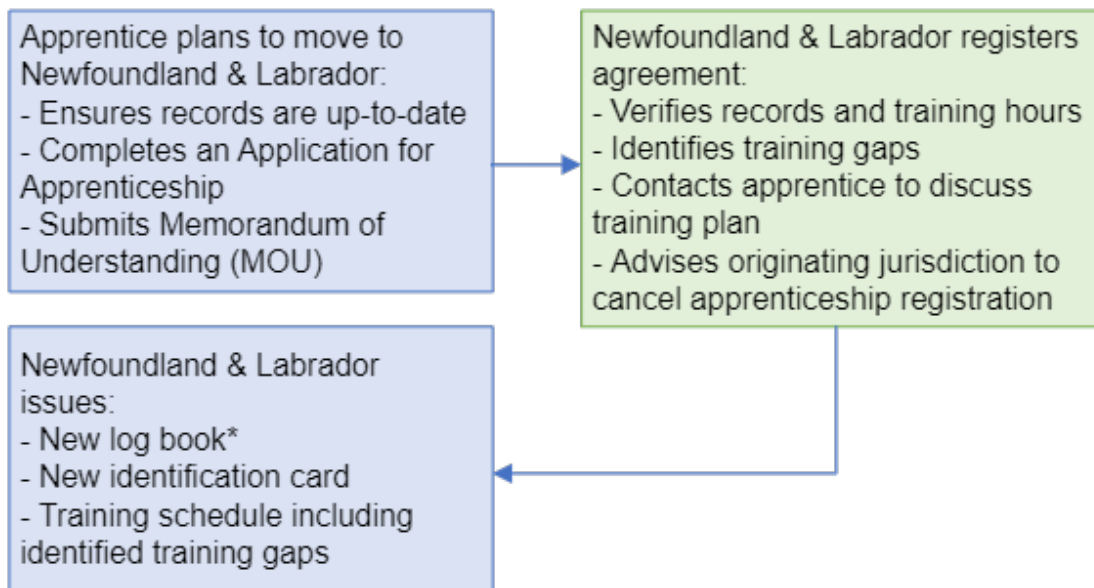 Apprentice plans to move to
Newfoundland & Labrador:
- Ensures records are up-to-date
- Completes an Application for
Apprenticeship
- Submits Memorandum of
Understanding (MOU)
Newfoundland & Labrador registers
agreement:
- Verifies records and training hours
- Identifies training gaps
- Contacts apprentice to discuss
training plan
- Advises originating jurisdiction to
cancel apprenticeship registration
Newfoundland & Labrador
issues:
- New log book*
- New identification card
- Training schedule including
identified training gaps